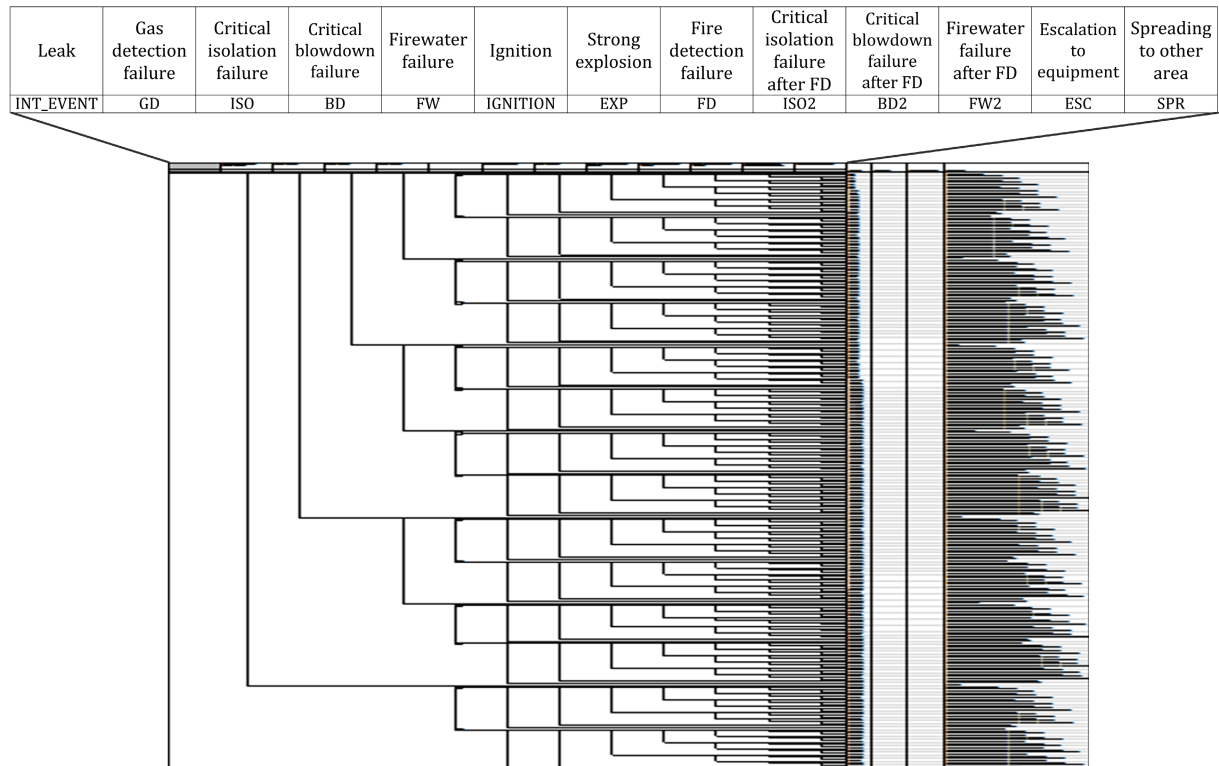 Leak
Gas
detection
failure
Critical
isolation
failure
Critical
blowdown
failure
Firewater
failure
Ignition
Strong
explosion
Fire
detection
failure
Critical
isolation
failure
after FD
Critical
blowdown
failure
after FD
Firewater
failure
after FD
Escalation
to
equipment
Spreading
to other
area
INT_EVENT GD ISO BD FW IGNITION EXP FD ISO2 BD2 FW2 ESC SPR